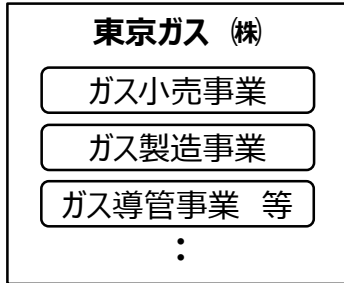 東京ガス ㈱
ガス小売事業
ガス製造事業
ガス導管事業 等
：